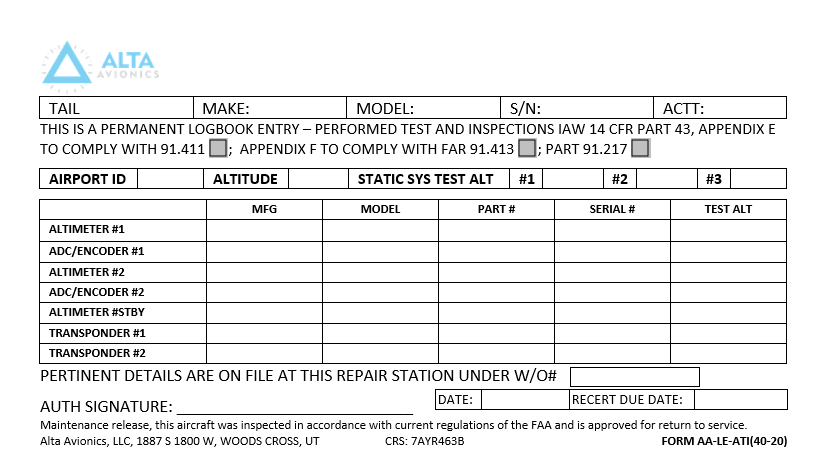 ALTA
AVIONICS
TAIL MAKE: MODEL: S/N: ACTT:
THIS IS A PERMANENT LOGBOOK ENTRY – PERFORMED TEST AND INSPECTIONS IAW 14 CFR PART 43, APPENDIX E
TO COMPLY WITH 91.411 ; APPENDIX F TO COMPLY WITH FAR 91.413 ; PART 91.217
AIRPORT ID ALTITUDE STATIC SYS TEST ALT #1 #2 #3
MFG MODEL PART # SERIAL # TEST ALT
ALTIMETER #1
ADC/ENCODER #1
ALTIMETER #2
ADC/ENCODER #2
ALTIMETER #STBY
TRANSPONDER #1
TRANSPONDER #2
PERTINENT DETAILS ARE ON FILE AT THIS REPAIR STATION UNDER W/O#
AUTH SIGNATURE: DATE: RECERT DUE DATE:
Maintenance release, this aircraft was inspected in accordance with current regulations of the FAA and is approved for return to service.
Alta Avionics, LLC, 1887 S 1800 W, WOODS CROSS, UT CRS: 7AYR463B FORM AA-LE-ATI(40-20)